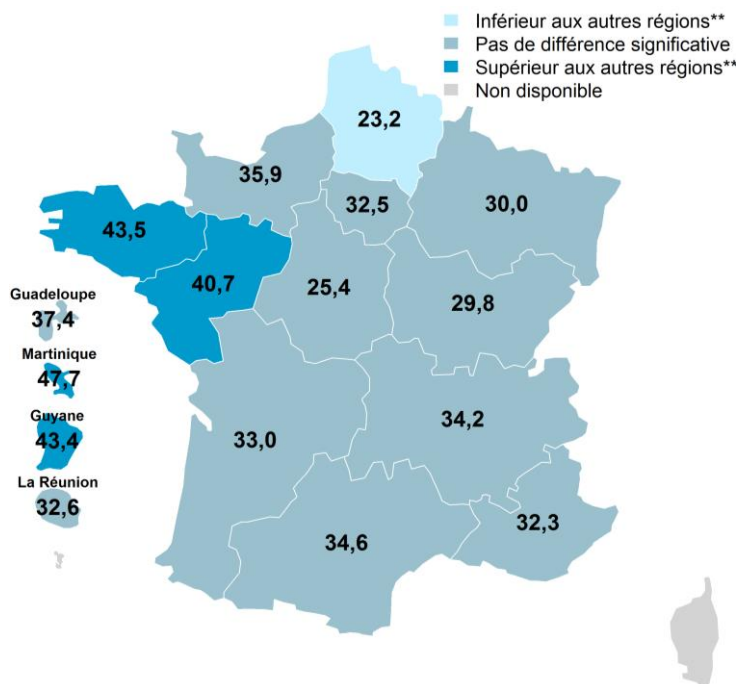 Inférieur aux autres régions**
Pas de différence significative
Supérieur aux autres régions**
Non disponible
23,2
35,9
32,5
30,0
43,5
40,7
25,4
29,8
Guadeloupe
37,4
Martinique
47,7
Guyane
43,4
La Réunion
32,6
33,0
34,2
34,6
32,3